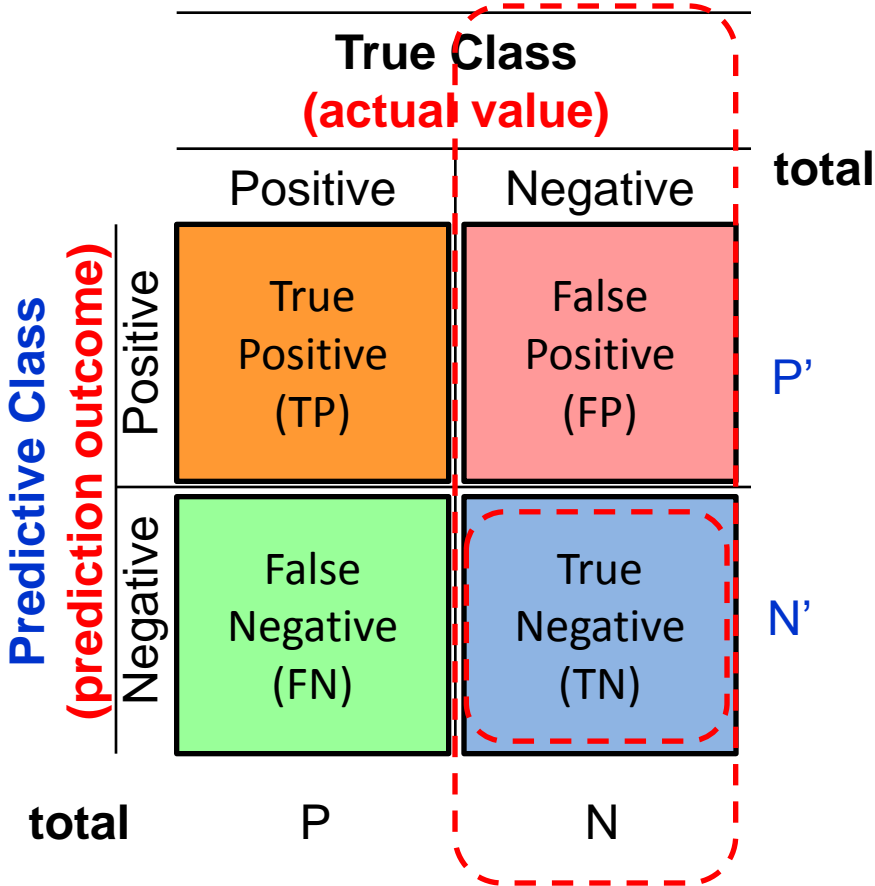 True Class
(actual value)
total
Positive
Negative
Predictive Class
(prediction outcome)
Positive
True
Positive
(TP)
False
Positive
(FP)
P’
Negative
False
Negative
(FN)
True
Negative
(TN)
N’
total
P
N